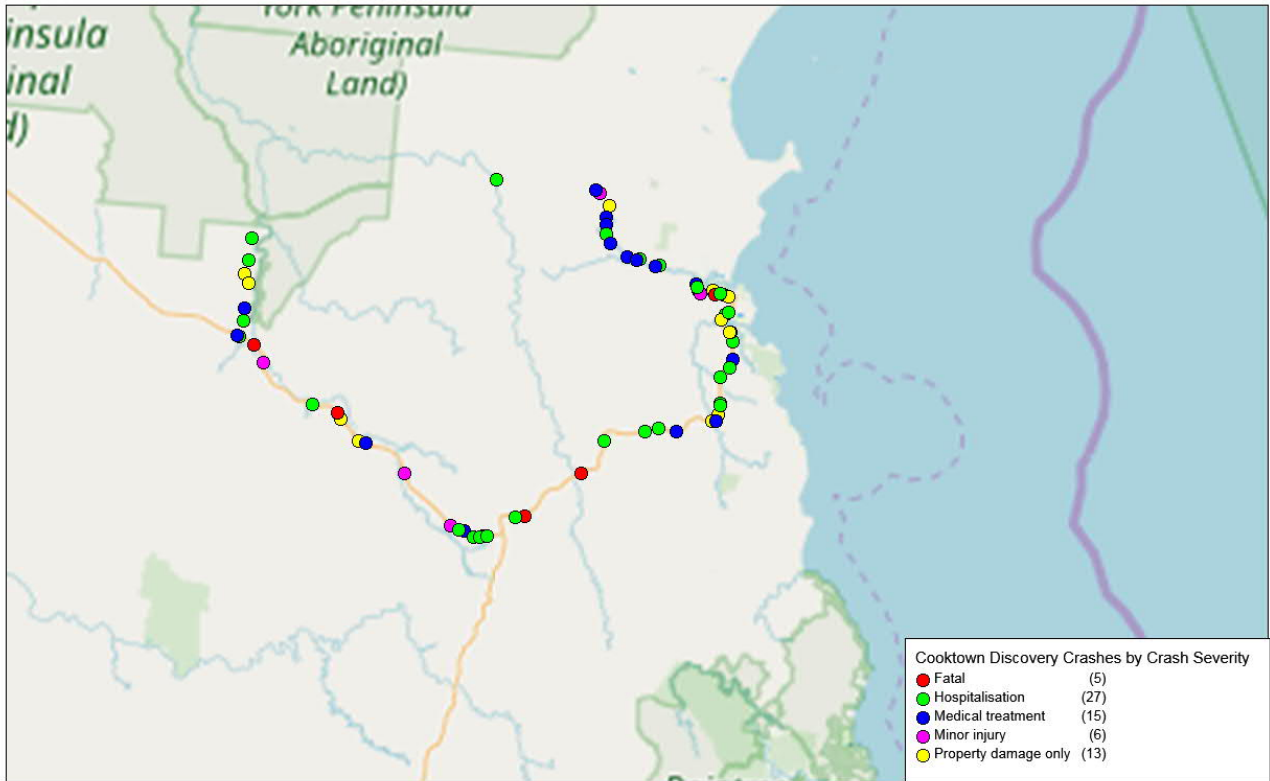 York Peninsula
insula
Aboriginal
inal
Land)
d)
Cooktown Discovery Crashes by Crash Severity
Fatal (5)
Hospitalisation (27)
Medical treatment (15)
Minor injury (6)
Property damage only (13)